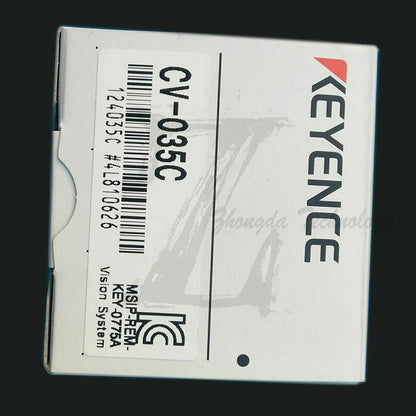 KEYENCE
CV-035C
124035C #4L810626
MSIP-REM-
KEY-0775A
Vision System
Zhongda Technology